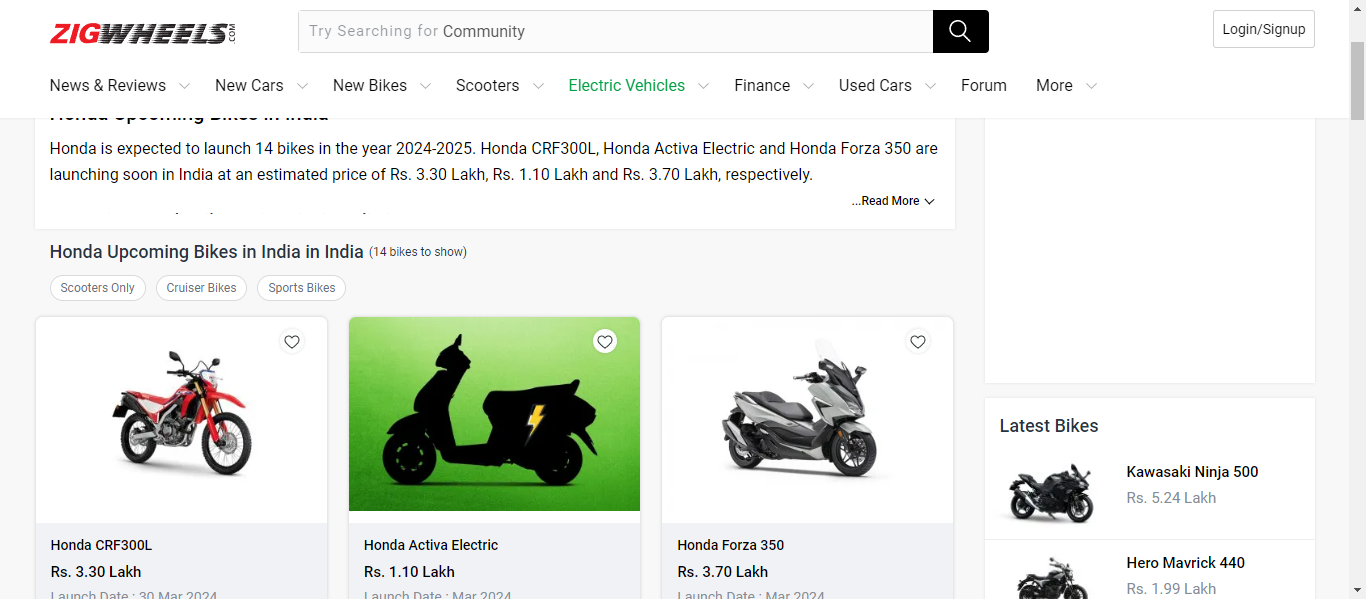 ZIGWHEELS.COM
Try Searching for Community
Login/Signup
News & Reviews New Cars New Bikes Scooters Electric Vehicles Finance Used Cars Forum More
Honda Upcoming Bikes in India
Honda is expected to launch 14 bikes in the year 2024-2025. Honda CRF300L, Honda Activa Electric and Honda Forza 350 are
launching soon in India at an estimated price of Rs. 3.30 Lakh, Rs. 1.10 Lakh and Rs. 3.70 Lakh, respectively.
...Read More
Honda Upcoming Bikes in India in India (14 bikes to show)
Scooters Only Cruiser Bikes Sports Bikes
Honda CRF300L
Rs. 3.30 Lakh
Launch Date : 30 Mar 2024
Honda Activa Electric
Rs. 1.10 Lakh
Launch Date : Mar 2024
Honda Forza 350
Rs. 3.70 Lakh
Launch Date : Mar 2024
Latest Bikes
Kawasaki Ninja 500
Rs. 5.24 Lakh
Hero Mavrick 440
Rs. 1.99 Lakh